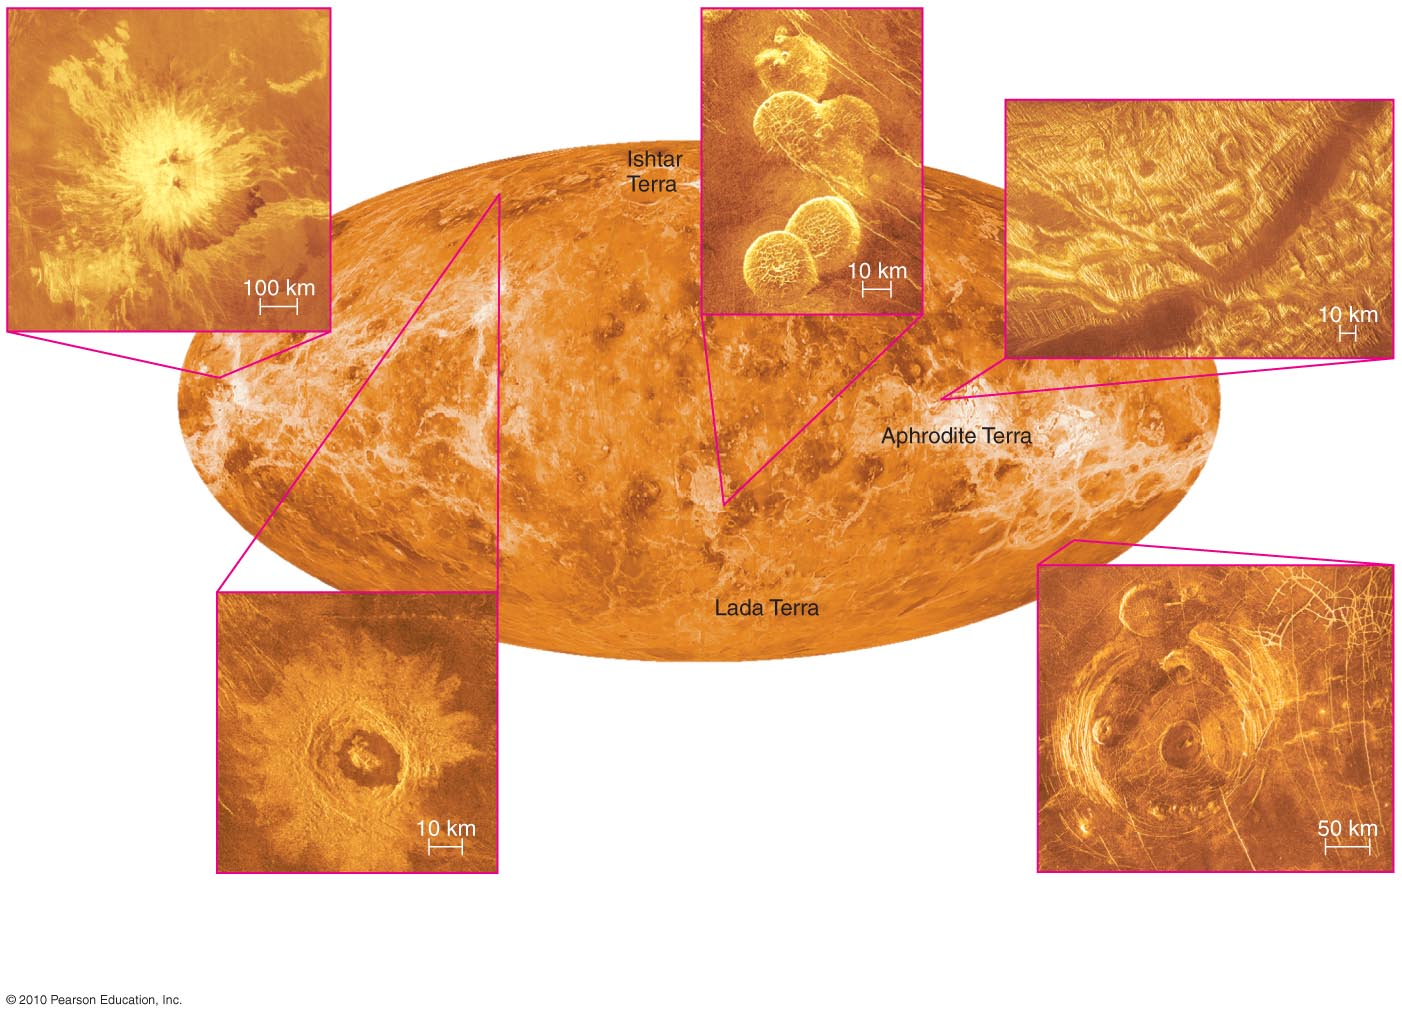 Ishtar
Terra
100 km
10 km
10 km
Aphrodite Terra
Lada Terra
10 km
50 km
© 2010 Pearson Education, Inc.